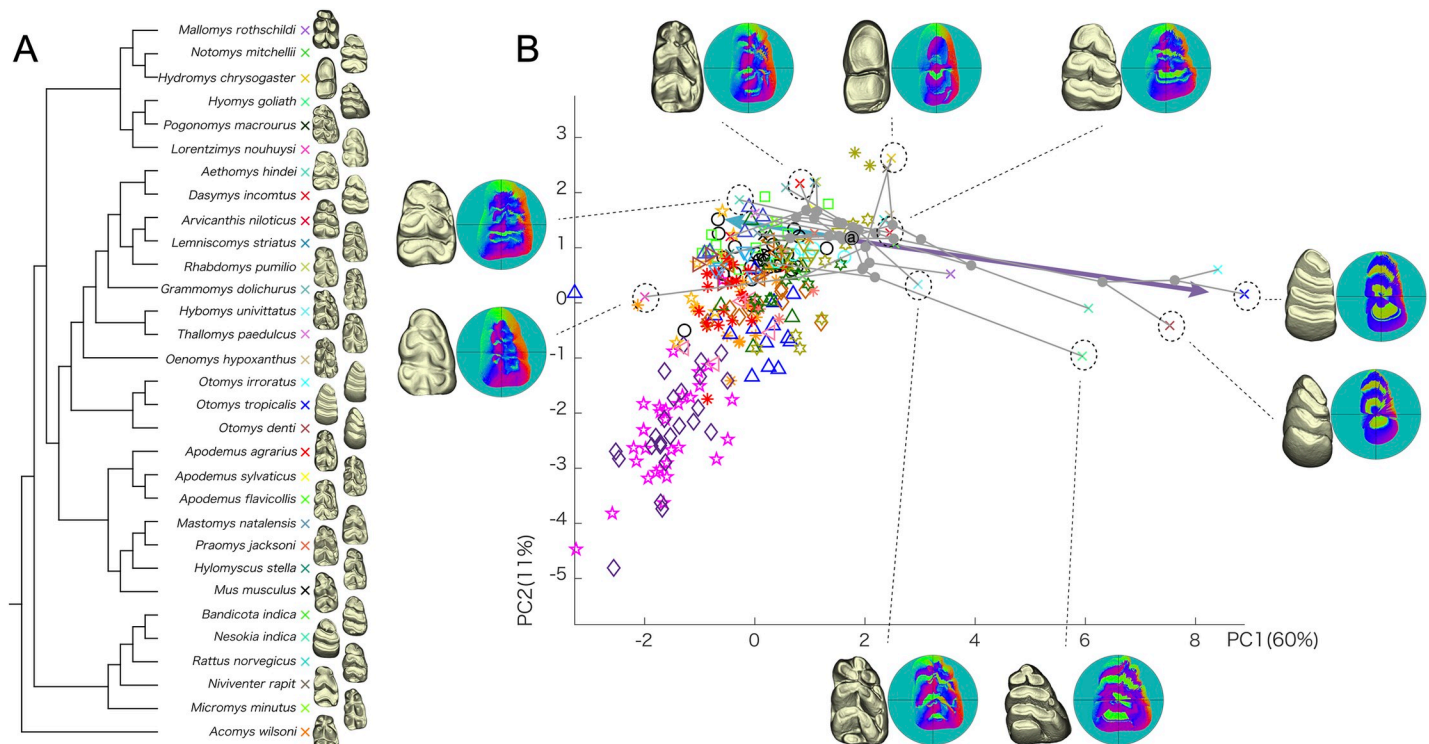 A
Mallomys rothschildi
Notomys mitchellii
Hydromys chrysogaster
Hyomys goliath
Pogonomys macrourus
Lorentzimys nouhuysi
Aethomys hindei
Dasymys incomtus
Arvicanthis niloticus
Lemniscomys striatus
Rhabdomys pumilio
Grammomys dolichurus
Hybomys univittatus
Thallomys paedulcus
Oenomys hypoxanthus
Otomys irroratus
Otomys tropicalis
Otomys denti
Apodemus agrarius
Apodemus sylvaticus
Apodemus flavicollis
Mastomys natalensis
Praomys jacksoni
Hylomyscus stella
Mus musculus
Bandicota indica
Nesokia indica
Rattus norvegicus
Niviventer rapit
Micromys minutus
Acomys wilsoni
B
3
2
1
0
-1
-2
-3
-4
-5
PC2(11%)
a
-2
0
2
4
6
8
PC1(60%)